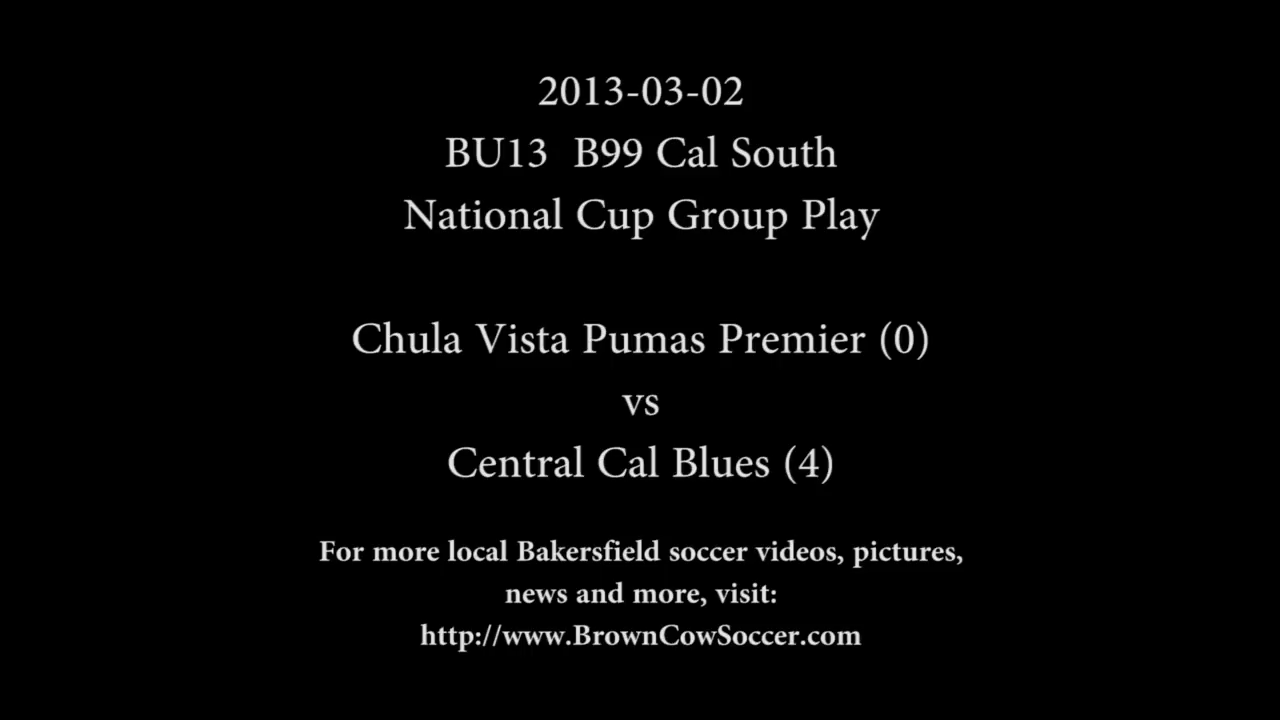 2013-03-02
BU13  B99 Cal South
National Cup Group Play
Chula Vista Pumas Premier (0)
vs
Central Cal Blues (4)
For more local Bakersfield soccer videos, pictures,
news and more, visit:
http://www.BrownCowSoccer.com